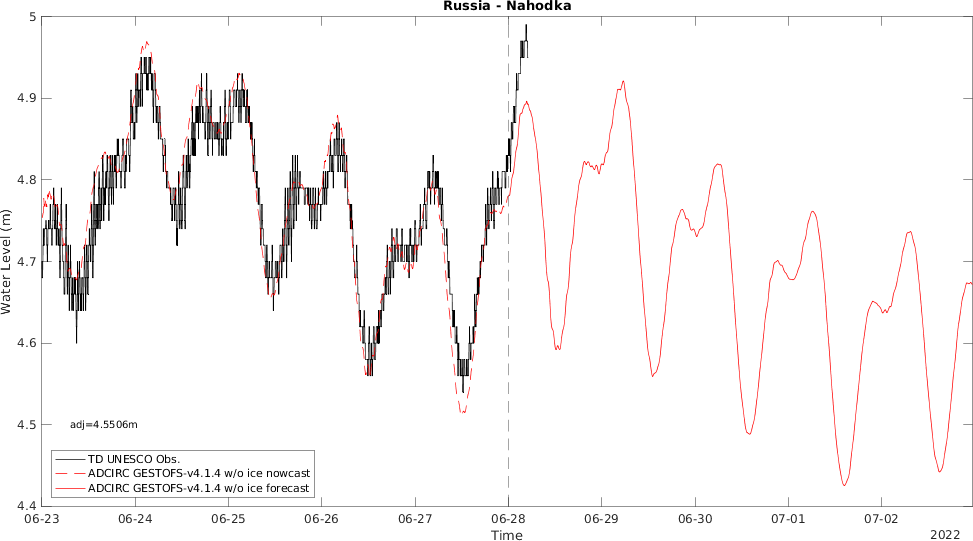 Russia - Nahodka
5
4.9
4.8
4.7
4.6
4.5
4.4
Water Level (m)
adj=4.5506m
TD UNESCO Obs.
ADCIRC GESTOFS-v4.1.4 w/o ice nowcast
ADCIRC GESTOFS-v4.1.4 w/o ice forecast
06-23 06-24 06-25 06-26 06-27 06-28 06-29 06-30 07-01 07-02
Time
2022